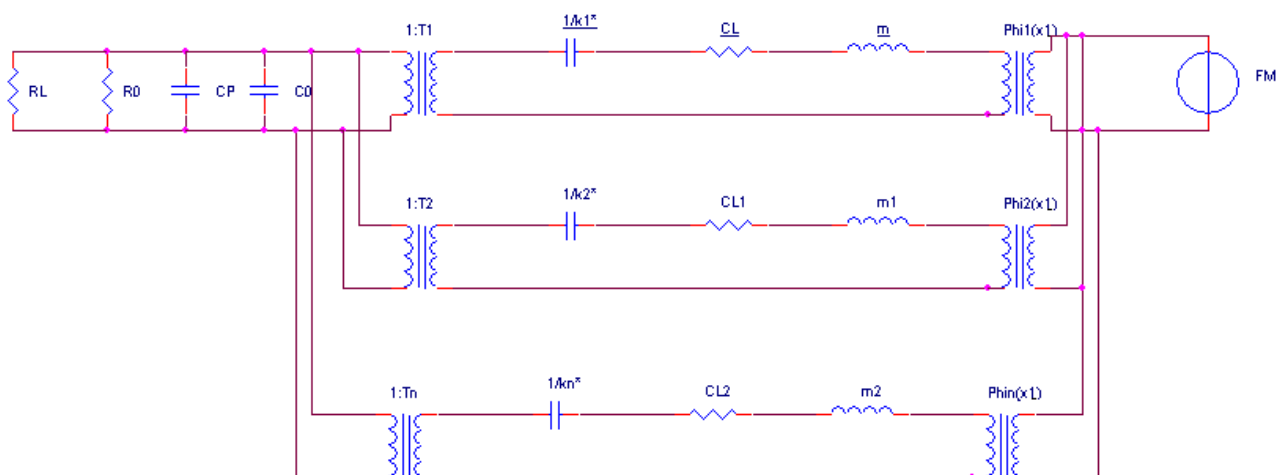 1/k1* CL m Phi1(x1)
1:T1
RL R0 CP C0 FM
1:T2 1/k2* CL1 m1 Phi2(x1)
1:Tn 1/kn* CL2 m2 Phin(x1)